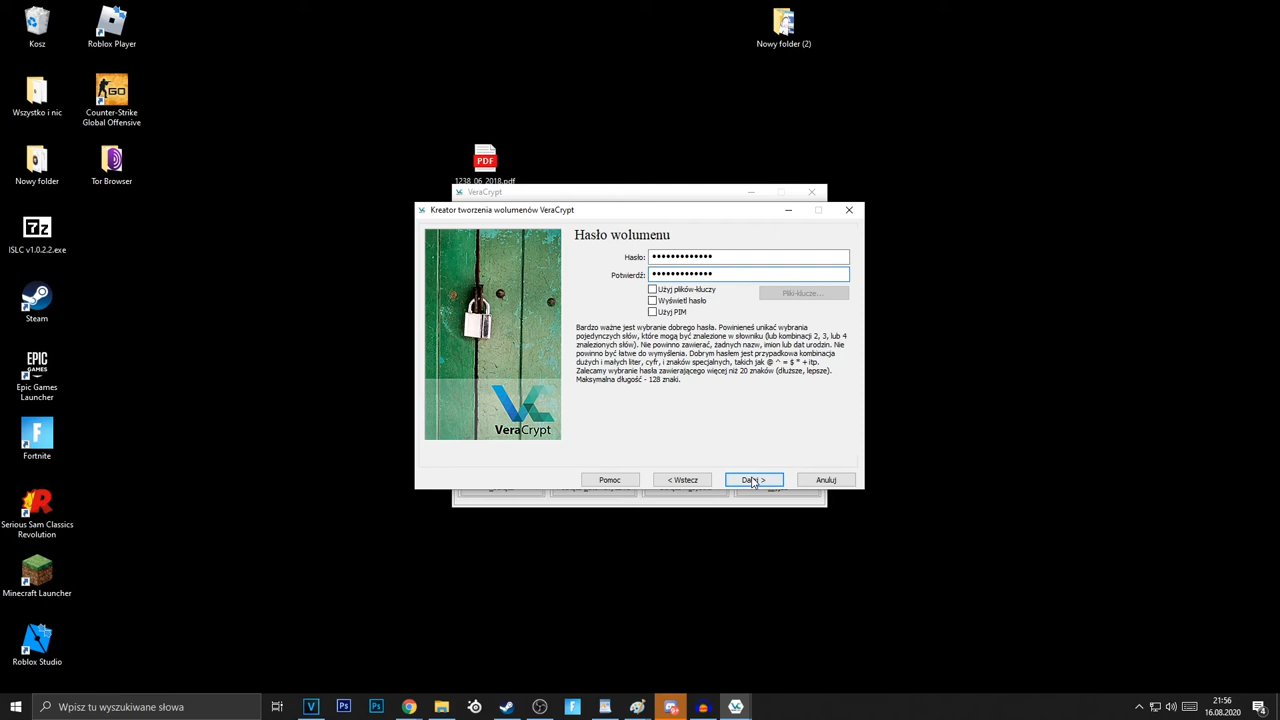 Kosz
Roblox Player
Nowy folder (2)
Wszystko i nic
Counter-Strike
Global Offensive
GO
Nowy folder
Tor Browser
PDF
1238_06_2018.pdf
7z
ISLC v1.0.2.2.exe
Steam
EPIC
GAMES
Epic Games
Launcher
Fortnite
Serious Sam Classics
Revolution
Minecraft Launcher
Roblox Studio
VeraCrypt
Kreator tworzenia wolumenów VeraCrypt
Hasło wolumenu
Hasło: •••••••••••••
Potwierdź: •••••••••••••
Użyj plików-kluczy
Pliki-klucze...
Wyświetl hasło
Użyj PIM
Bardzo ważne jest wybranie dobrego hasła. Powinieneś unikać wybrania
pojedynczych słów, które mogą być znalezione w słowniku (lub kombinacji 2, 3, lub 4
znalezionych słów). Nie powinno zawierać, żadnych nazw, imion lub dat urodzin. Nie
powinno być łatwe do wymyślenia. Dobrym hasłem jest przypadkowa kombinacja
dużych i małych liter, cyfr, i znaków specjalnych, takich jak @ ^ = $ * + itp.
Zalecamy wybranie hasła zawierającego więcej niż 20 znaków (dłuższe, lepsze).
Maksymalna długość - 128 znaki.
VeraCrypt
Pomoc
< Wstecz
Dalej >
Anuluj
Wpisz tu wyszukiwane słowo
V
Ps
Ps
21:56
16.08.2020